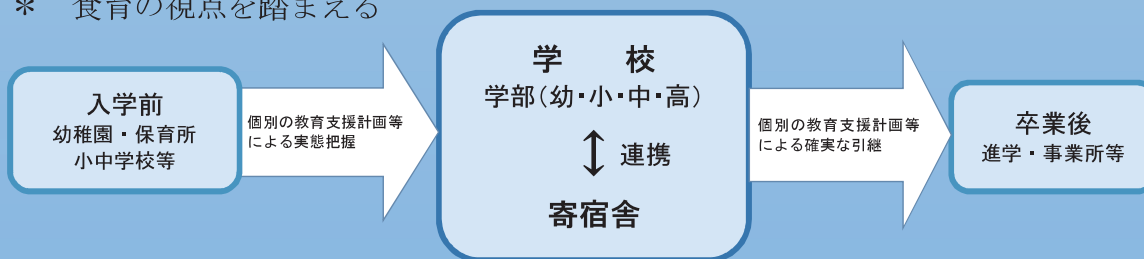 ＊　食育の視点を踏まえる
入学前
幼稚園・保育所
小中学校等
個別の教育支援計画等
による実態把握
学　校
学部（幼・小・中・高）
↕ 連携
寄宿舎
個別の教育支援計画等
による確実な引継
卒業後
進学・事業所等